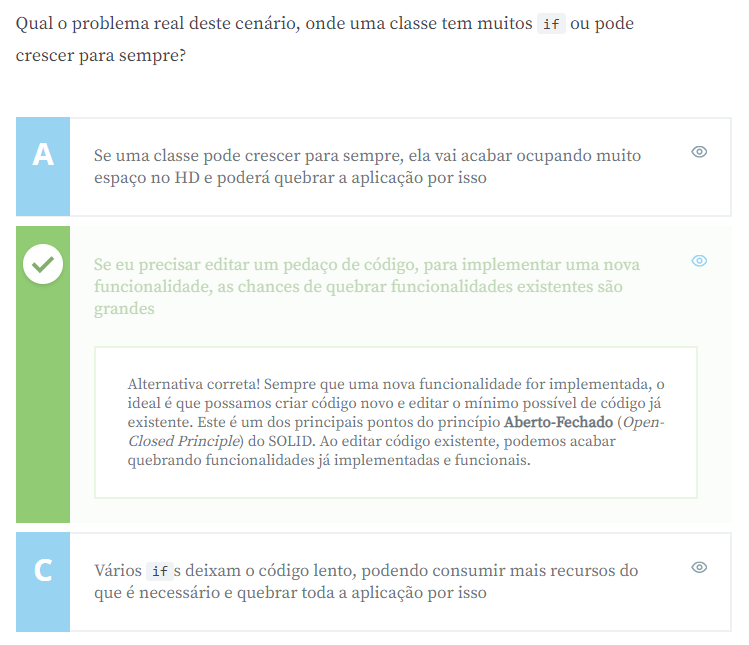 Qual o problema real deste cenário, onde uma classe tem muitos if ou pode
crescer para sempre?
A
Se uma classe pode crescer para sempre, ela vai acabar ocupando muito
espaço no HD e poderá quebrar a aplicação por isso
Se eu precisar editar um pedaço de código, para implementar uma nova
funcionalidade, as chances de quebrar funcionalidades existentes são
grandes
Alternativa correta! Sempre que uma nova funcionalidade for implementada, o
ideal é que possamos criar código novo e editar o mínimo possível de código já
existente. Este é um dos principais pontos do princípio Aberto-Fechado (Open-
Closed Principle) do SOLID. Ao editar código existente, podemos acabar
quebrando funcionalidades já implementadas e funcionais.
C
Vários if s deixam o código lento, podendo consumir mais recursos do
que é necessário e quebrar toda a aplicação por isso